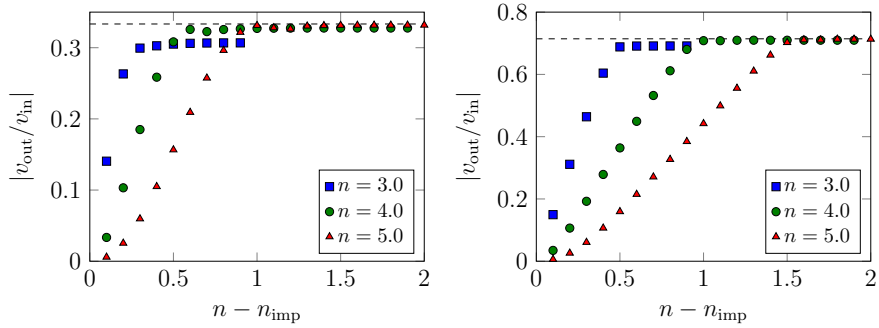 0.3
0.2
0.1
0
|v_out/v_in|
n = 3.0
n = 4.0
n = 5.0
0 0.5 1 1.5 2
n − n_imp
0.8
0.6
0.4
0.2
0
|v_out/v_in|
n = 3.0
n = 4.0
n = 5.0
0 0.5 1 1.5 2
n − n_imp